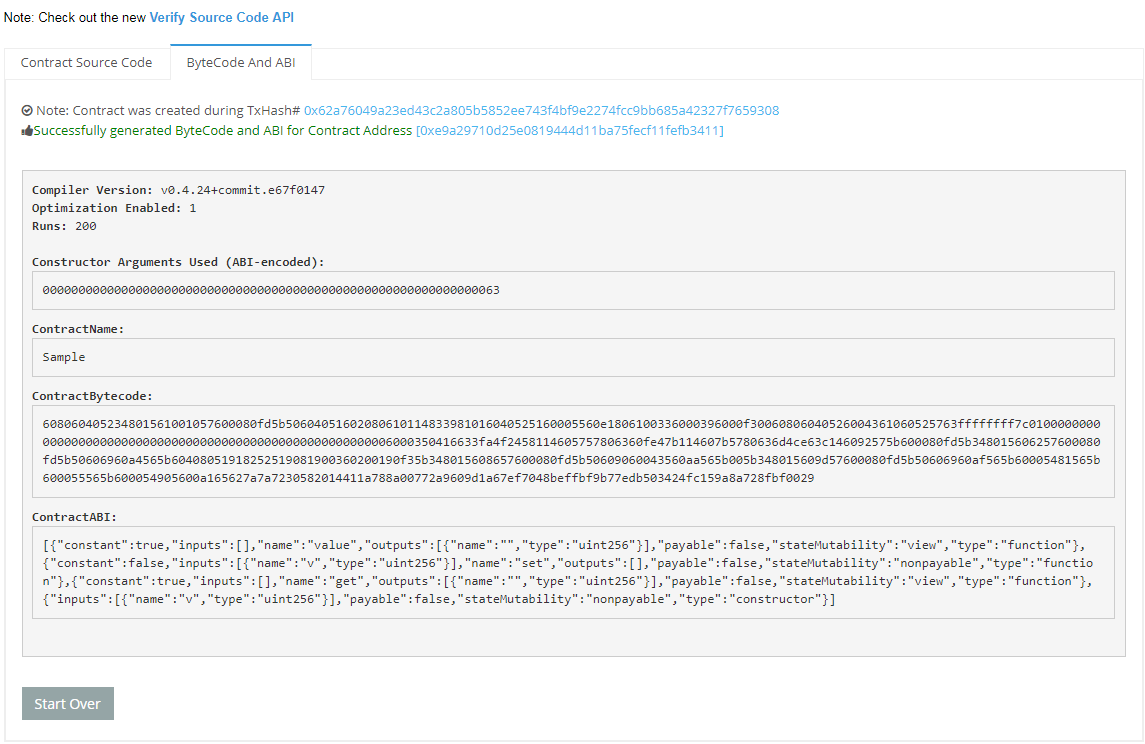 Note: Check out the new Verify Source Code API
Contract Source Code
ByteCode And ABI
Note: Contract was created during TxHash# 0x62a76049a23ed43c2a805b5852ee743f4bf9e2274fcc9bb685a42327f7659308
Successfully generated ByteCode and ABI for Contract Address [0xe9a29710d25e0819444d11ba75fecf11fefb3411]
Compiler Version: v0.4.24+commit.e67f0147
Optimization Enabled: 1
Runs: 200
Constructor Arguments Used (ABI-encoded):
0000000000000000000000000000000000000000000000000000000000000063
ContractName:
Sample
ContractBytecode:
608060405234801561001057600080fd5b50604051602080610114833981016040525160005560e1806100336000396000f30060806040526004361060525763ffffffff7c0100000000
0000000000000000000000000000000000000000000000006000350416633fa4f2458114605757806360fe47b114607b5780636d4ce63c146092575b600080fd5b348015606257600080
fd5b50606960a4565b60408051918252519081900360200190f35b348015608657600080fd5b50609060043560aa565b005b348015609d57600080fd5b50606960af565b60005481565b
600055565b600054905600a165627a7a7230582014411a788a00772a9609d1a67ef7048beffbf9b77edb503424fc159a8a728fbf0029
ContractABI:
[{"constant":true,"inputs":[],"name":"value","outputs":[{"name":"","type":"uint256"}],"payable":false,"stateMutability":"view","type":"function"},
{"constant":false,"inputs":[{"name":"v","type":"uint256"}],"name":"set","outputs":[],"payable":false,"stateMutability":"nonpayable","type":"functio
n"},{"constant":true,"inputs":[],"name":"get","outputs":[{"name":"","type":"uint256"}],"payable":false,"stateMutability":"view","type":"function"},
{"inputs":[{"name":"v","type":"uint256"}],"payable":false,"stateMutability":"nonpayable","type":"constructor"}]
Start Over